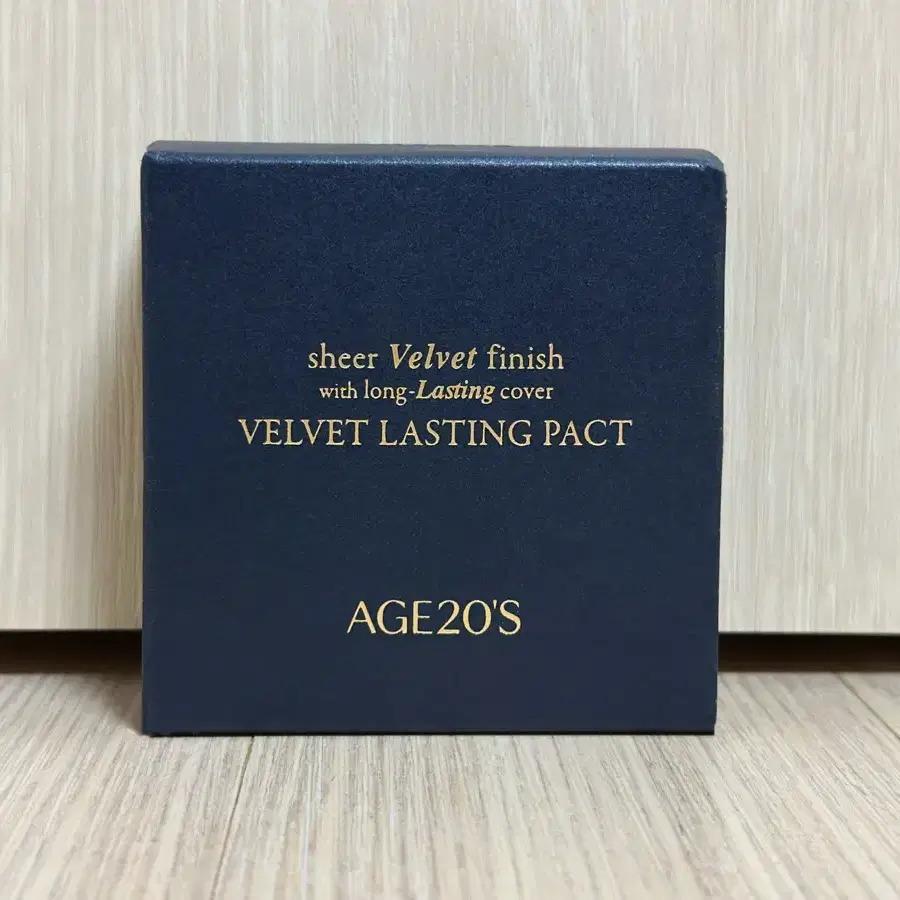 sheer Velvet finish
with long-Lasting cover
VELVET LASTING PACT
AGE20'S